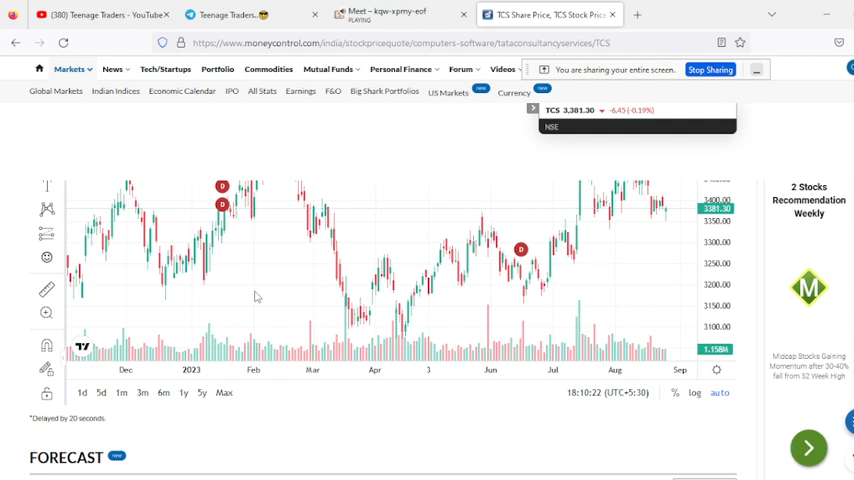 (380) Teenage Traders - YouTube
Teenage Traders..
Meet – kqw-xpmy-eof
PLAYING
TCS Share Price, TCS Stock Price
https://www.moneycontrol.com/india/stockpricequote/computers-software/tataconsultancyservices/TCS
Markets
News
Tech/Startups
Portfolio
Commodities
Mutual Funds
Personal Finance
Forum
Videos
You are sharing your entire screen.
Stop Sharing
Global Markets
Indian Indices
Economic Calendar
IPO
All Stats
Earnings
F&O
Big Shark Portfolios
US Markets
new
Currency
new
TCS 3,381.30 -6.45 (-0.19%)
NSE
D
D
D
3400.00
3381.30
3350.00
3300.00
3250.00
3200.00
3150.00
3100.00
1.158M
Dec
2023
Feb
Mar
Apr
3
Jun
Jul
Aug
Sep
1d
5d
1m
3m
6m
1y
5y
Max
18:10:22 (UTC+5:30)
%
log
auto
*Delayed by 20 seconds.
FORECAST
new
2 Stocks
Recommendation
Weekly
M
Midcap Stocks Gaining
Momentum after 30-40%
fall from 52 Week High